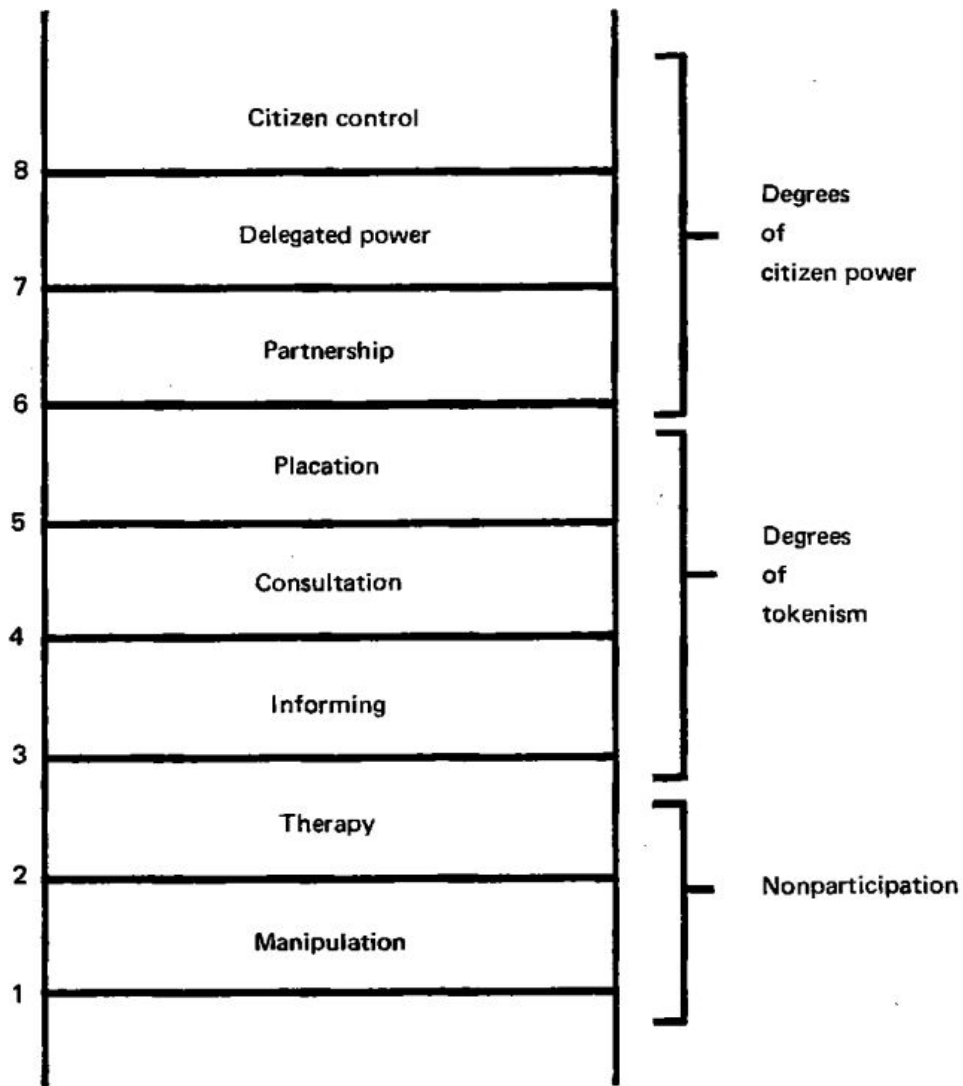 Citizen control
8
Delegated power
7
Partnership
6
Placation
5
Consultation
4
Informing
3
Therapy
2
Manipulation
1
Degrees
of
citizen power
Degrees
of
tokenism
Nonparticipation